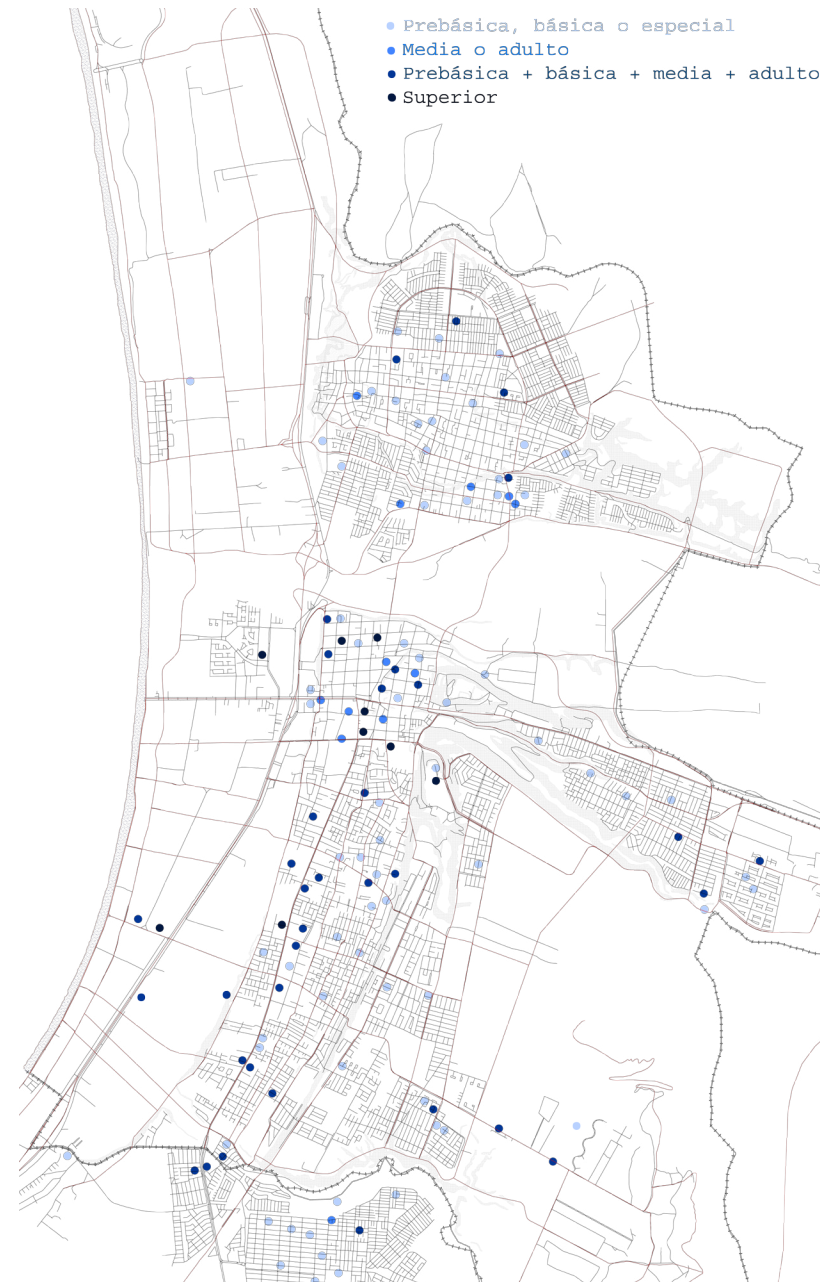 Prebásica, básica o especial
Media o adulto
Prebásica + básica + media + adulto
Superior